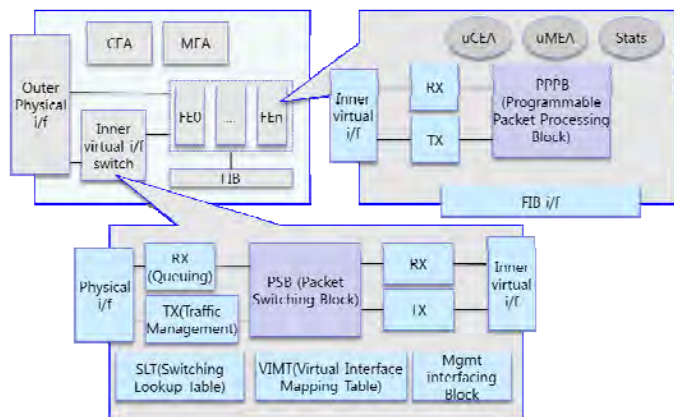 CEA
MEA
Outer
Physical
i/f
FE0
...
FEn
Inner
virtual i/f
switch
FIB
uCEA
uMEA
Stats
Inner
virtual
i/f
RX
TX
PPPB
(Programmable
Packet Processing
Block)
FIB i/f
Physical
i/f
RX
(Queuing)
TX(Traffic
Management)
PSB (Packet
Switching Block)
RX
TX
Inner
virtual
i/f
SLT(Switching
Lookup Table)
VIMT(Virtual Interface
Mapping Table)
Mgmt
interfacing
Block